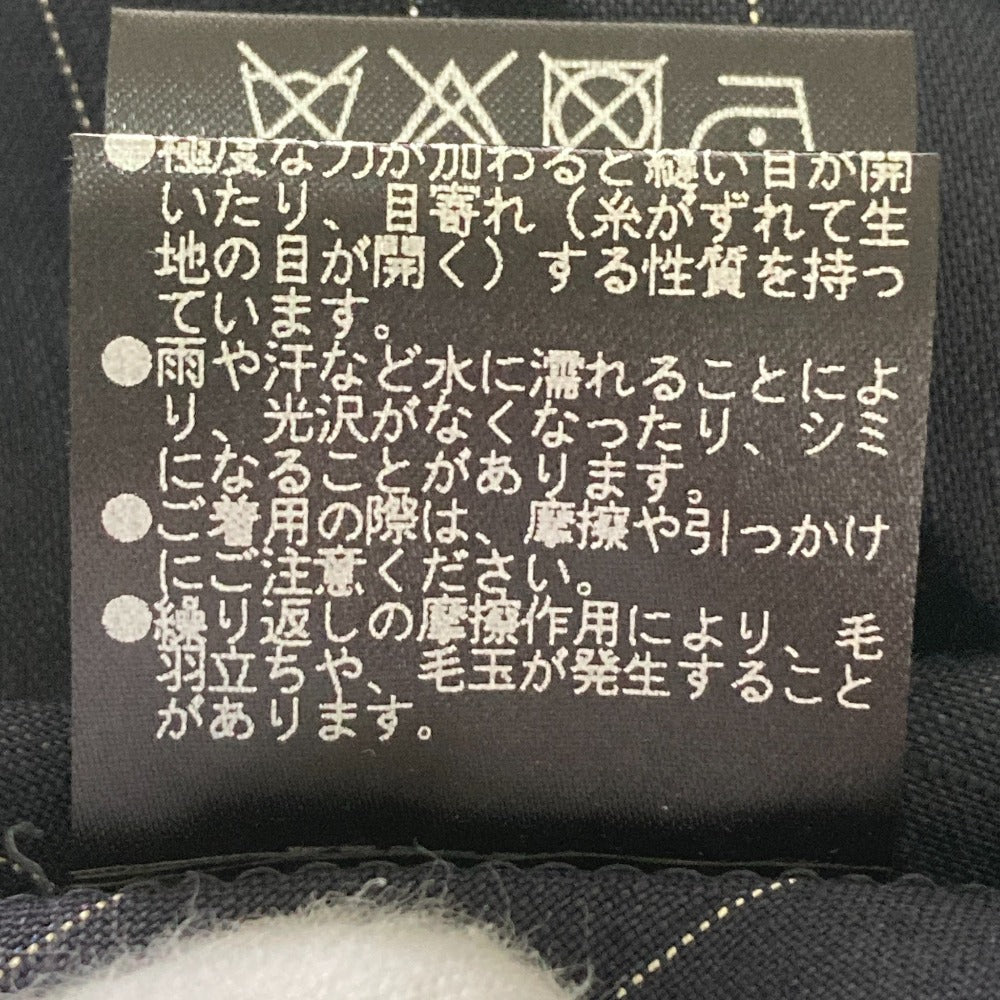 ●極度な力が加わると縫い目が開
いたり、目寄れ（糸がずれて生
地の目が開く）する性質を持つ
ています。
●雨や汗など水に濡れることによ
り、光沢がなくなったり、シミ
になることがあります。
●ご着用の際は、摩擦や引っかけ
にご注意ください。
●繰り返しの摩擦作用により、毛
羽立ちや、毛玉が発生すること
があります。